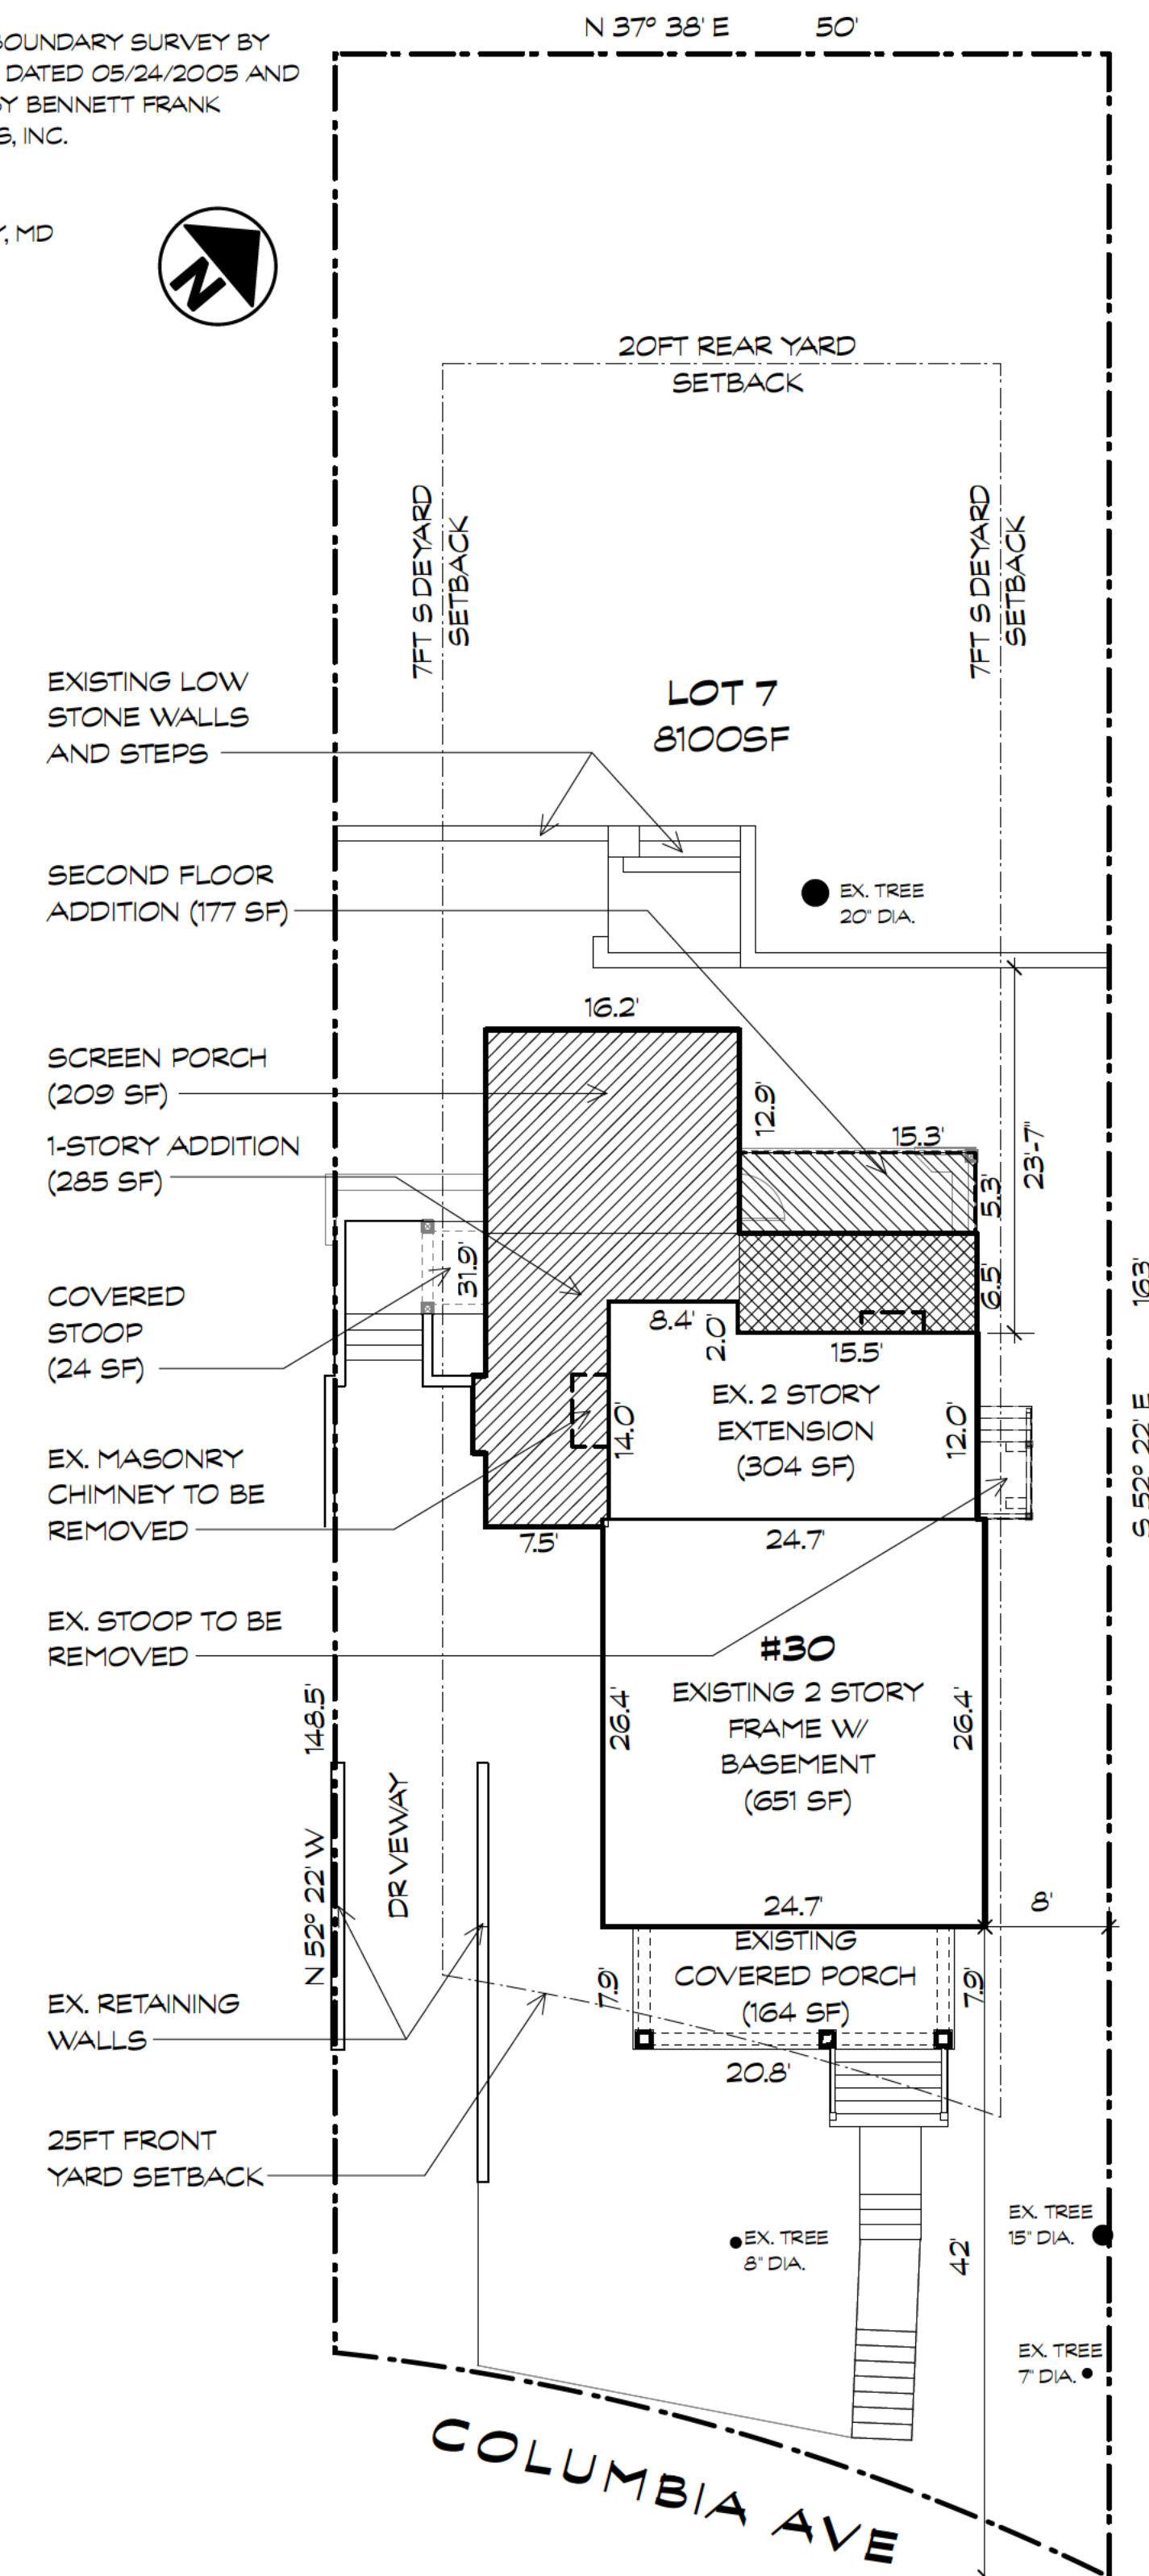 N 37° 38' E 50'
BOUNDARY SURVEY BY
DATED 05/24/2005 AND
BY BENNETT FRANK
S, INC.
Y, MD
N
20FT REAR YARD
SETBACK
7FT S DEYARD
SETBACK
7FT S DEYARD
SETBACK
EXISTING LOW
STONE WALLS
AND STEPS
LOT 7
8100SF
SECOND FLOOR
ADDITION (177 SF)
EX. TREE
20" DIA.
16.2'
SCREEN PORCH
(209 SF)
12.9'
15.3'
23'-7"
5.3'
1-STORY ADDITION
(285 SF)
31.9'
6.5'
163'
COVERED
STOOP
(24 SF)
8.4'
2.0'
15.5'
EX. 2 STORY
EXTENSION
(304 SF)
14.0'
12.0'
S 52° 22' E
EX. MASONRY
CHIMNEY TO BE
REMOVED
7.5'
24.7'
EX. STOOP TO BE
REMOVED
#30
EXISTING 2 STORY
FRAME W/
BASEMENT
(651 SF)
26.4'
26.4'
148.5'
DR VEWAY
N 52° 22' W
24.7'
8'
EXISTING
COVERED PORCH
(164 SF)
7.9'
7.9'
EX. RETAINING
WALLS
20.8'
25FT FRONT
YARD SETBACK
EX. TREE
15" DIA.
EX. TREE
8" DIA.
42'
EX. TREE
7" DIA.
COLUMBIA AVE